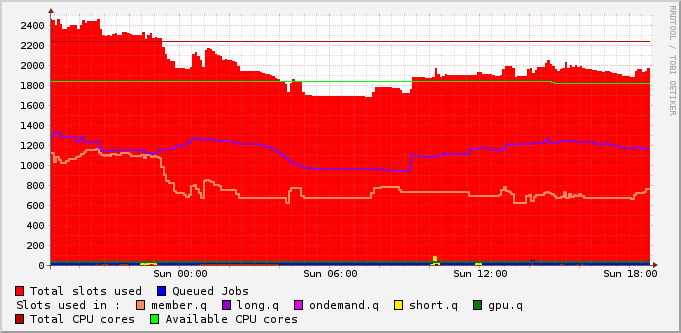 RRDTOOL / TOBI OETIKER
2400
2200
2000
1800
1600
1400
1200
1000
800
600
400
200
0
Sun 00:00 Sun 06:00 Sun 12:00 Sun 18:00
Total slots used Queued Jobs
Slots used in : member.q long.q ondemand.q short.q gpu.q
Total CPU cores Available CPU cores